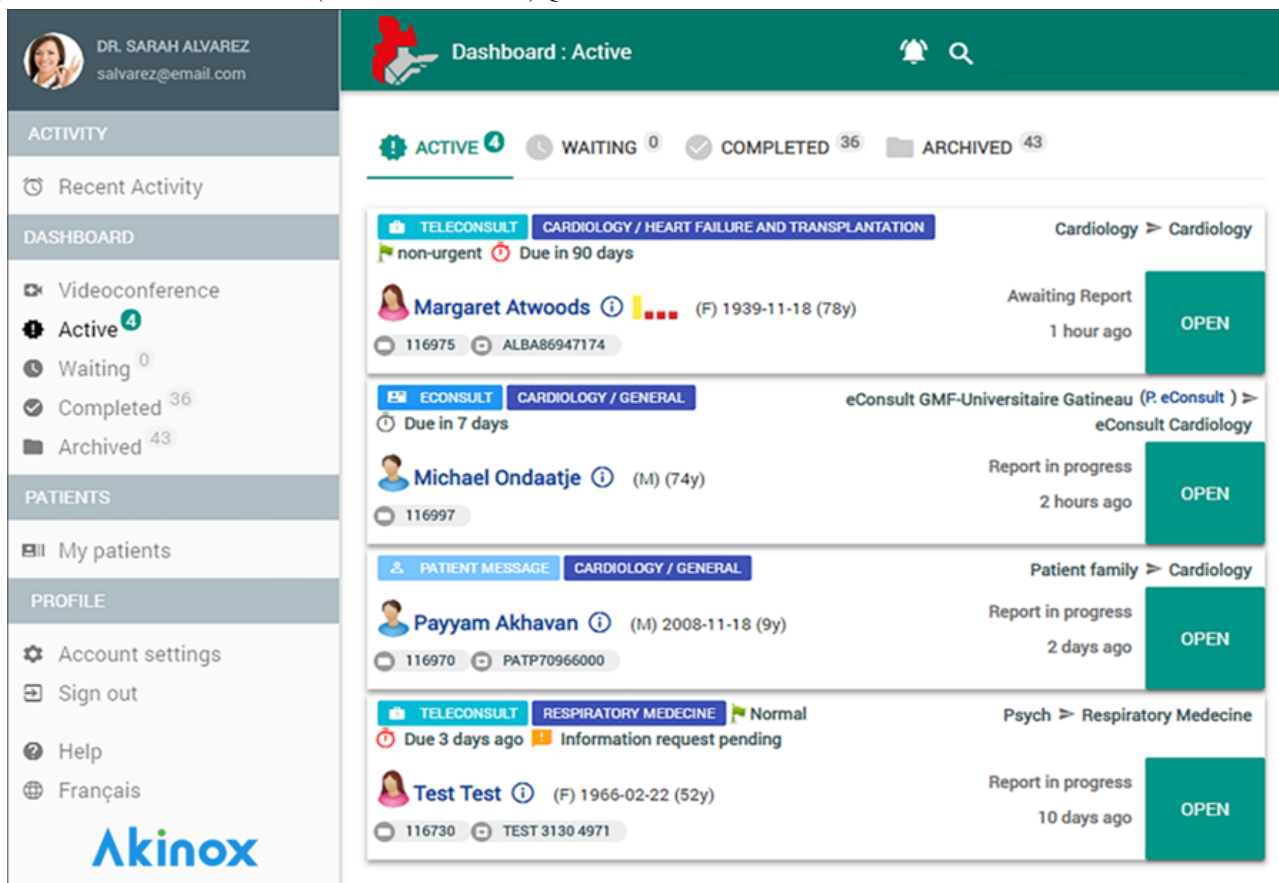 DR. SARAH ALVAREZ
salvarez@email.com
ACTIVITY
Recent Activity
DASHBOARD
Videoconference
Active 4
Waiting 0
Completed 36
Archived 43
PATIENTS
My patients
PROFILE
Account settings
Sign out
Help
Français
Akinox
Dashboard : Active
ACTIVE 4 WAITING 0 COMPLETED 36 ARCHIVED 43
TELECONSULT CARDIOLOGY / HEART FAILURE AND TRANSPLANTATION Cardiology ➢ Cardiology
non-urgent Due in 90 days
Margaret Atwoods (F) 1939-11-18 (78y) Awaiting Report
1 hour ago
OPEN
116975 ALBA86947174
ECONSULT CARDIOLOGY / GENERAL eConsult GMF-Universitaire Gatineau (P. eConsult ) ➢
Due in 7 days eConsult Cardiology
Michael Ondaatje (M) (74y) Report in progress
2 hours ago
OPEN
116997
PATIENT MESSAGE CARDIOLOGY / GENERAL Patient family ➢ Cardiology
Payyam Akhavan (M) 2008-11-18 (9y) Report in progress
2 days ago
OPEN
116970 PATP70966000
TELECONSULT RESPIRATORY MEDECINE Normal Psych ➢ Respiratory Medecine
Due 3 days ago Information request pending
Test Test (F) 1966-02-22 (52y) Report in progress
10 days ago
OPEN
116730 TEST 3130 4971